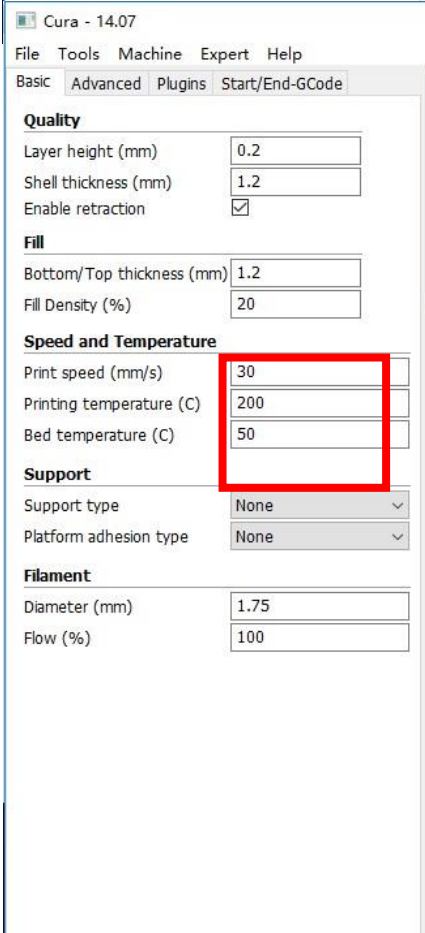 Cura - 14.07
File Tools Machine Expert Help
Basic Advanced Plugins Start/End-GCode
Quality
Layer height (mm) 0.2
Shell thickness (mm) 1.2
Enable retraction
Fill
Bottom/Top thickness (mm) 1.2
Fill Density (%) 20
Speed and Temperature
Print speed (mm/s) 30
Printing temperature (C) 200
Bed temperature (C) 50
Support
Support type None
Platform adhesion type None
Filament
Diameter (mm) 1.75
Flow (%) 100